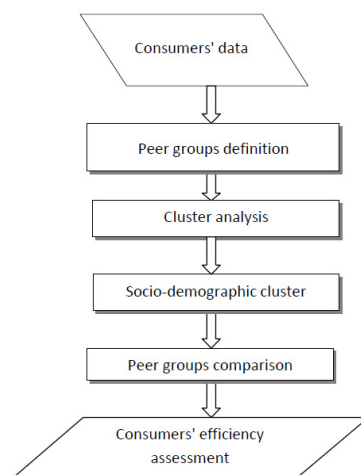 Consumers' data
Peer groups definition
Cluster analysis
Socio-demographic cluster
Peer groups comparison
Consumers' efficiency
assessment